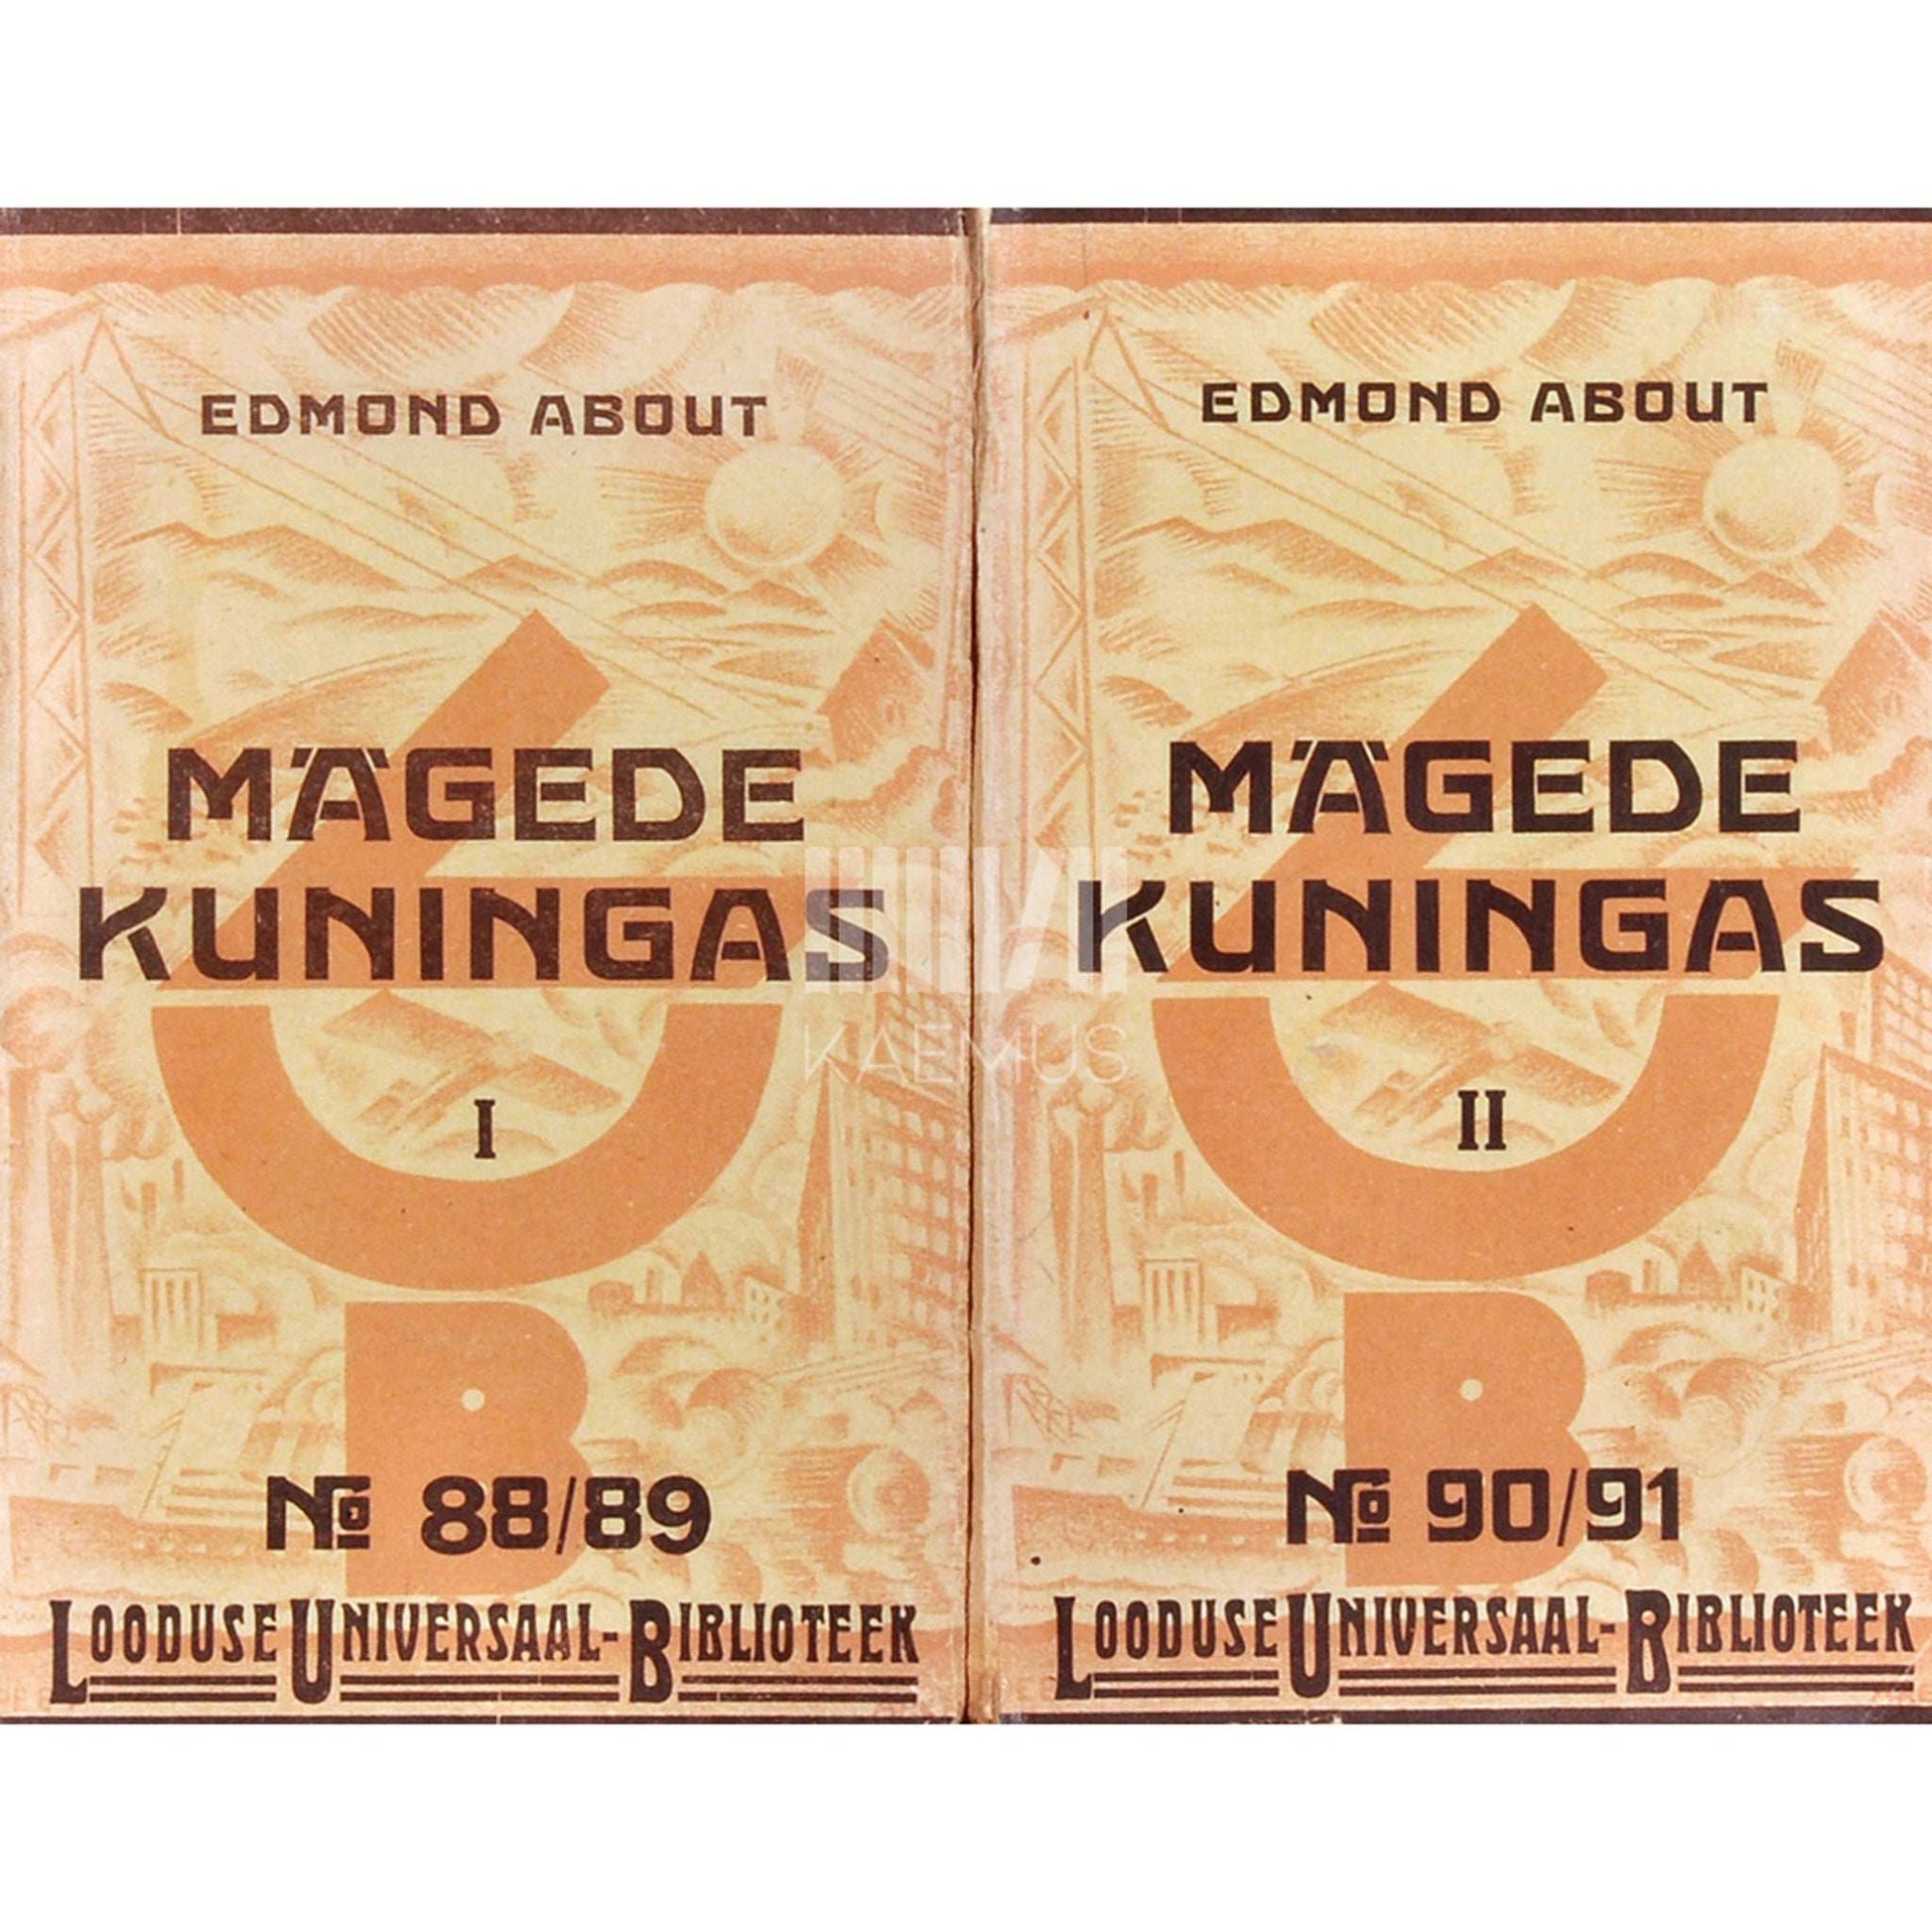 EDMOND ABOUT
MÄGEDE
KUNINGAS
I
B
№ 88/89
LOODUSE UNIVERSAAL-BIBLIOTEEK
EDMOND ABOUT
MÄGEDE
KUNINGAS
II
B
№ 90/91
LOODUSE UNIVERSAAL-BIBLIOTEEK
KAEMUS